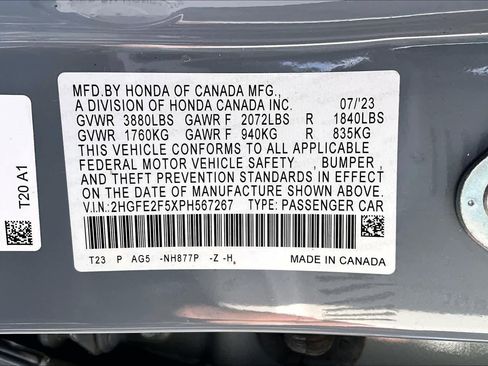 MFD.BY HONDA OF CANADA MFG.,
A DIVISION OF HONDA CANADA INC. 07/'23
GVWR 3880LBS GAWR F 2072LBS R 1840LBS
GVWR 1760KG GAWR F 940KG R 835KG
THIS VEHICLE CONFORMS TO ALL APPLICABLE
FEDERAL MOTOR VEHICLE SAFETY , BUMPER ,
AND THEFT PREVENTION STANDARDS IN EFFECT
ON THE DATE OF MANUFACTURE SHOWN ABOVE.
V.I.N.:2HGFE2F5XPH567267 TYPE:PASSENGER CAR
T23 P AG5 -NH877P -Z -H
MADE IN CANADA
T20 A1